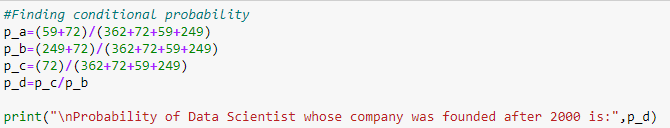 #Finding conditional probability
p_a=(59+72)/(362+72+59+249)
p_b=(249+72)/(362+72+59+249)
p_c=(72)/(362+72+59+249)
p_d=p_c/p_b
print("\nProbability of Data Scientist whose company was founded after 2000 is:",p_d)